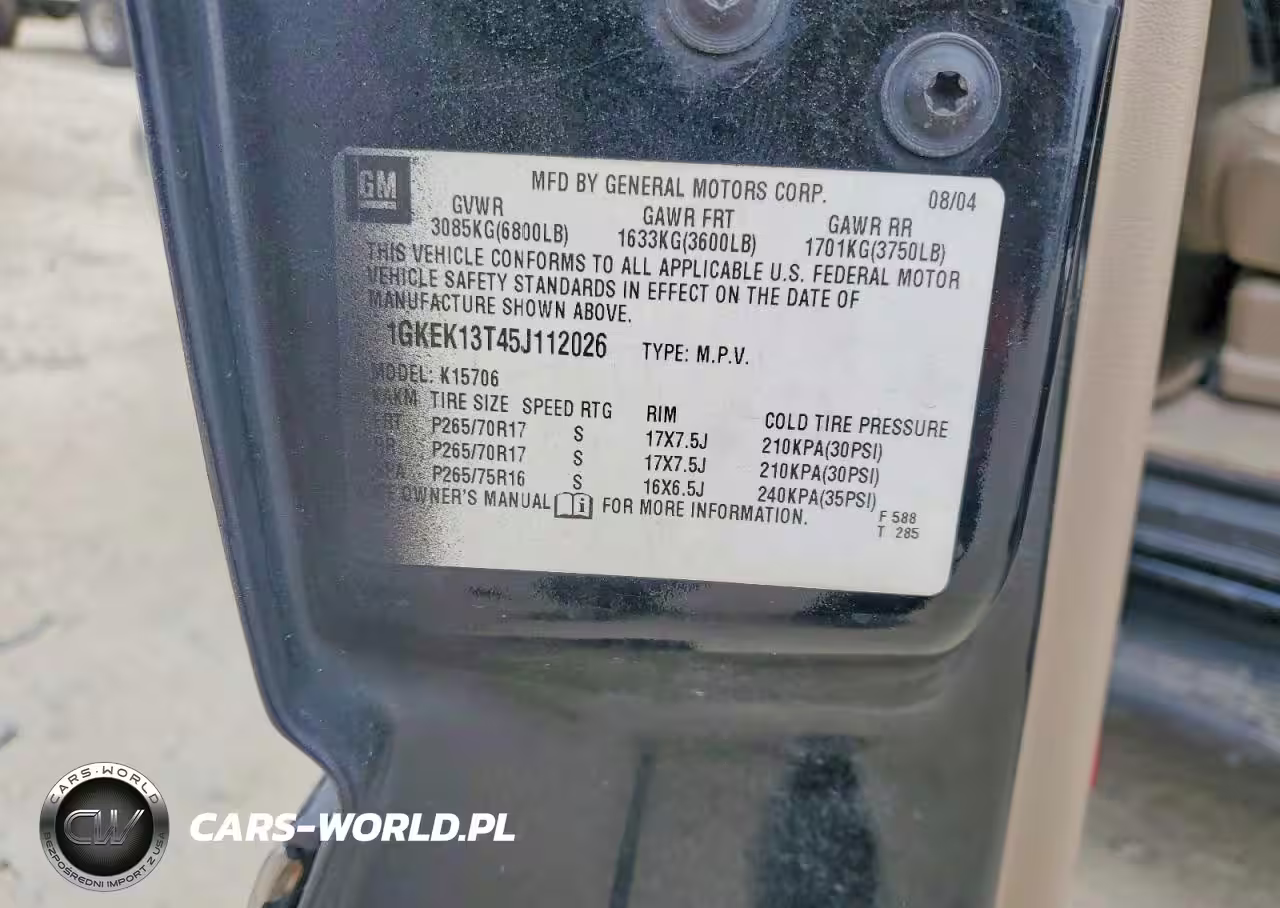 GM
MFD BY GENERAL MOTORS CORP.
08/04
GVWR GAWR FRT GAWR RR
3085KG(6800LB) 1633KG(3600LB) 1701KG(3750LB)
THIS VEHICLE CONFORMS TO ALL APPLICABLE U.S. FEDERAL MOTOR
VEHICLE SAFETY STANDARDS IN EFFECT ON THE DATE OF
MANUFACTURE SHOWN ABOVE.
1GKEK13T45J112026 TYPE: M.P.V.
MODEL: K15706
TIRE SIZE SPEED RTG RIM COLD TIRE PRESSURE
P265/70R17 S 17X7.5J 210KPA(30PSI)
P265/70R17 S 17X7.5J 210KPA(30PSI)
P265/75R16 S 16X6.5J 240KPA(35PSI)
OWNER'S MANUAL FOR MORE INFORMATION.
F 588
T 285
CARS-WORLD
CW
BEZPOŚREDNI IMPORT Z USA
CARS-WORLD.PL